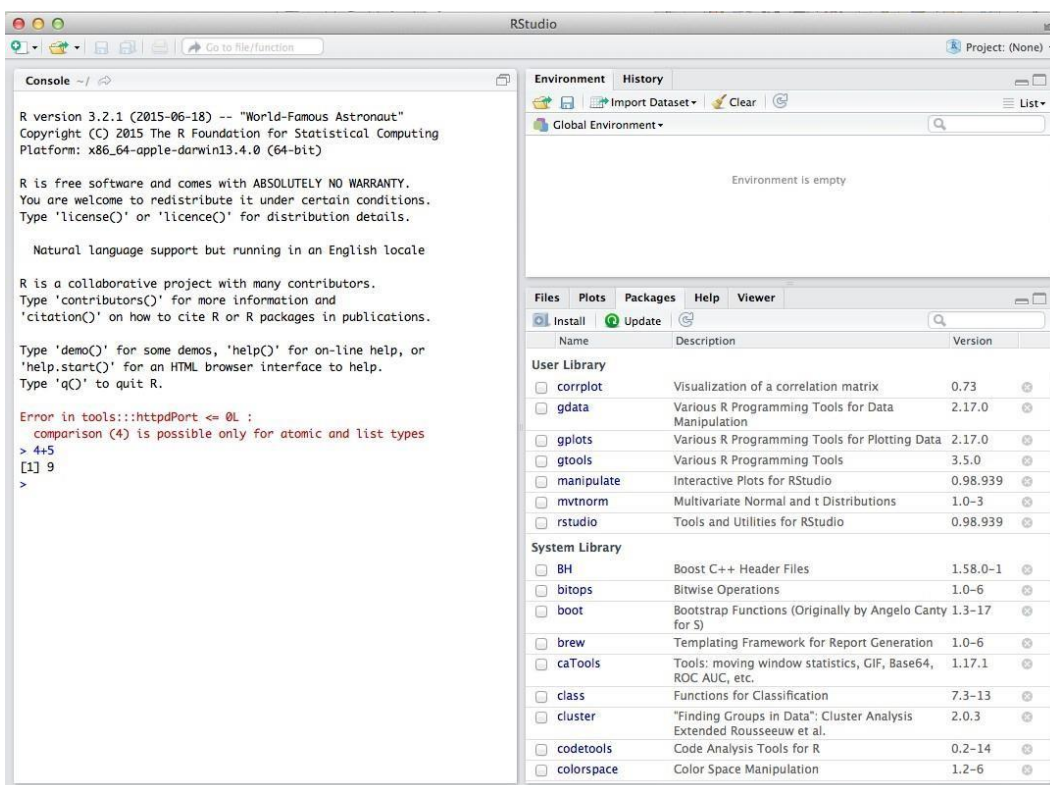 RStudio
Go to file/function
Project: (None)
Console ~/
R version 3.2.1 (2015-06-18) -- "World-Famous Astronaut"
Copyright (C) 2015 The R Foundation for Statistical Computing
Platform: x86_64-apple-darwin13.4.0 (64-bit)
R is free software and comes with ABSOLUTELY NO WARRANTY.
You are welcome to redistribute it under certain conditions.
Type 'license()' or 'licence()' for distribution details.
Natural language support but running in an English locale
R is a collaborative project with many contributors.
Type 'contributors()' for more information and
'citation()' on how to cite R or R packages in publications.
Type 'demo()' for some demos, 'help()' for on-line help, or
'help.start()' for an HTML browser interface to help.
Type 'q()' to quit R.
Error in tools:::httpdPort <= 0L :
comparison (4) is possible only for atomic and list types
> 4+5
[1] 9
>
Environment History
Import Dataset Clear List
Global Environment
Environment is empty
Files Plots Packages Help Viewer
Install Update
Name Description Version
User Library
corrplot Visualization of a correlation matrix 0.73
gdata Various R Programming Tools for Data 2.17.0
Manipulation
gplots Various R Programming Tools for Plotting Data 2.17.0
gtools Various R Programming Tools 3.5.0
manipulate Interactive Plots for RStudio 0.98.939
mvtnorm Multivariate Normal and t Distributions 1.0-3
rstudio Tools and Utilities for RStudio 0.98.939
System Library
BH Boost C++ Header Files 1.58.0-1
bitops Bitwise Operations 1.0-6
boot Bootstrap Functions (Originally by Angelo Canty 1.3-17
for S)
brew Templating Framework for Report Generation 1.0-6
caTools Tools: moving window statistics, GIF, Base64, 1.17.1
ROC AUC, etc.
class Functions for Classification 7.3-13
cluster "Finding Groups in Data": Cluster Analysis 2.0.3
Extended Rousseeuw et al.
codetools Code Analysis Tools for R 0.2-14
colorspace Color Space Manipulation 1.2-6